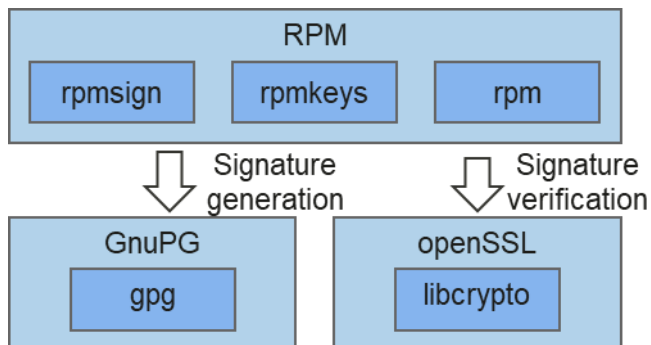 RPM
rpmsign
rpmkeys
rpm
Signature
generation
Signature
verification
GnuPG
gpg
openSSL
libcrypto